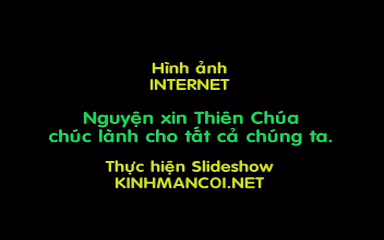 Hình ảnh
INTERNET
Nguyện xin Thiên Chúa
chúc lành cho tất cả chúng ta.
Thực hiện Slideshow
KINHMANCOI.NET